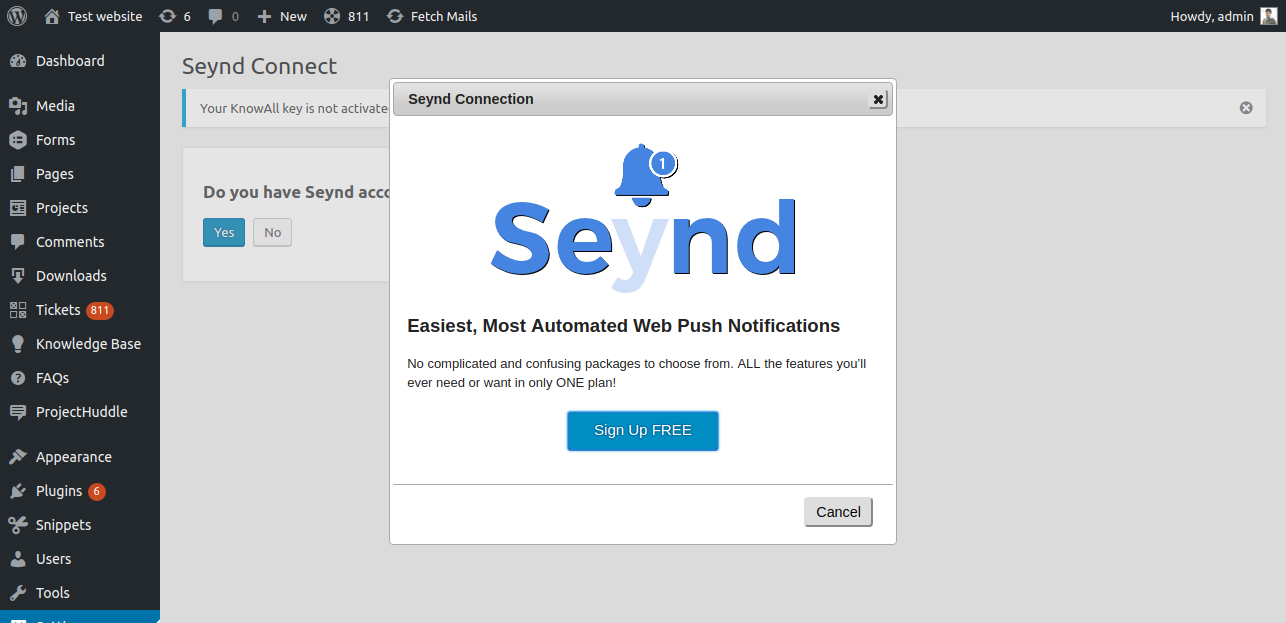 Test website 6 0 New 811 Fetch Mails Howdy, admin
Dashboard
Media
Forms
Pages
Projects
Comments
Downloads
Tickets 811
Knowledge Base
FAQs
ProjectHuddle
Appearance
Plugins 6
Snippets
Users
Tools
Seynd Connect
Your KnowAll key is not activate
Do you have Seynd acc
Yes No
Seynd Connection
1
Seynd
Easiest, Most Automated Web Push Notifications
No complicated and confusing packages to choose from. ALL the features you'll
ever need or want in only ONE plan!
Sign Up FREE
Cancel